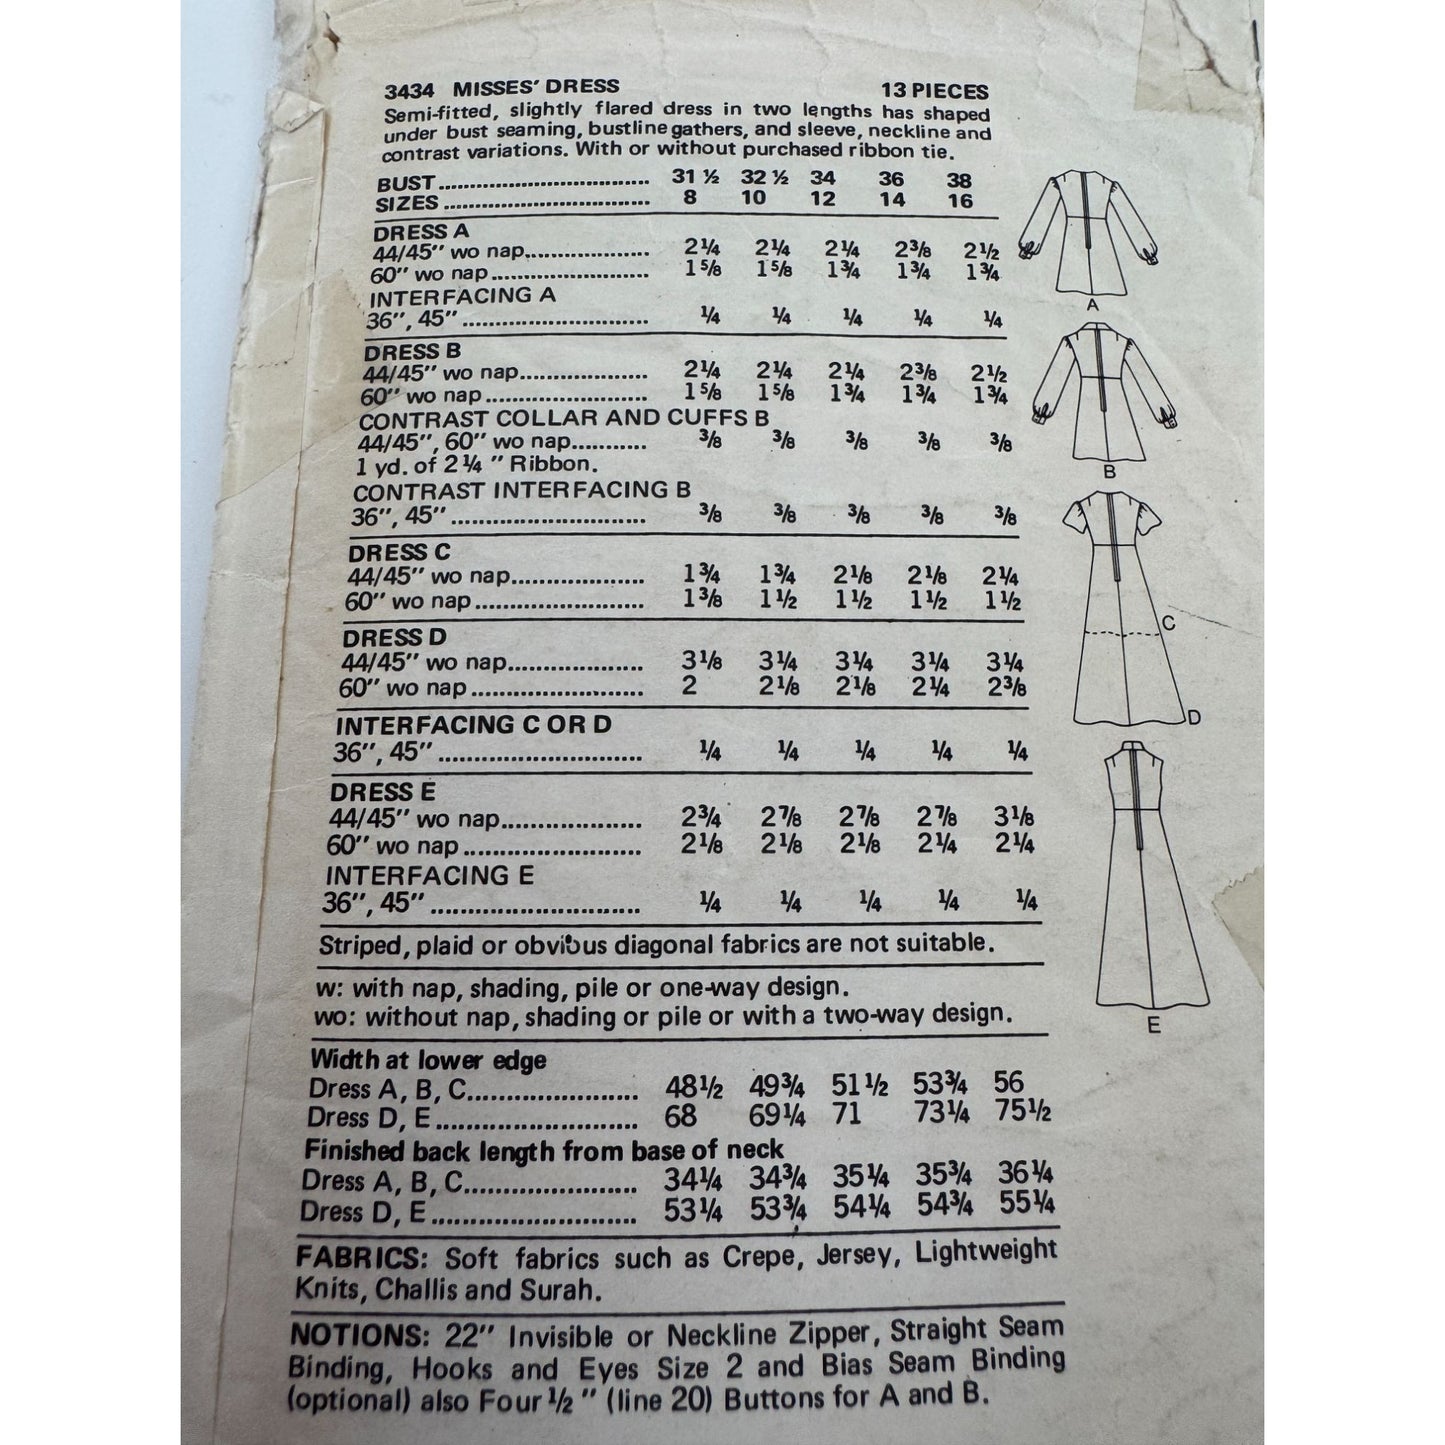 3434 MISSES' DRESS 13 PIECES
Semi-fitted, slightly flared dress in two lengths has shaped
under bust seaming, bustline gathers, and sleeve, neckline and
contrast variations. With or without purchased ribbon tie.
BUST 31 ½ 32 ½ 34 36 38
SIZES 8 10 12 14 16
DRESS A
44/45" wo nap 2¼ 2¼ 2¼ 2⅜ 2½
60" wo nap 1⅝ 1⅝ 1¾ 1¾ 1¾
INTERFACING A
36", 45" ¼ ¼ ¼ ¼ ¼
A
DRESS B
44/45" wo nap 2¼ 2¼ 2¼ 2⅜ 2½
60" wo nap 1⅝ 1⅝ 1¾ 1¾ 1¾
CONTRAST COLLAR AND CUFFS B
44/45", 60" wo nap ⅜ ⅜ ⅜ ⅜ ⅜
1 yd. of 2¼ " Ribbon.
B
CONTRAST INTERFACING B
36", 45" ⅜ ⅜ ⅜ ⅜ ⅜
DRESS C
44/45" wo nap 1¾ 1¾ 2⅛ 2⅛ 2¼
60" wo nap 1⅜ 1½ 1½ 1½ 1½
C
DRESS D
44/45" wo nap 3⅛ 3¼ 3¼ 3¼ 3¼
60" wo nap 2 2⅛ 2⅛ 2¼ 2⅜
D
INTERFACING C OR D
36", 45" ¼ ¼ ¼ ¼ ¼
DRESS E
44/45" wo nap 2¾ 2⅞ 2⅞ 2⅞ 3⅛
60" wo nap 2⅛ 2⅛ 2⅛ 2¼ 2¼
INTERFACING E
36", 45" ¼ ¼ ¼ ¼ ¼
Striped, plaid or obvious diagonal fabrics are not suitable.
w: with nap, shading, pile or one-way design.
wo: without nap, shading or pile or with a two-way design.
E
Width at lower edge
Dress A, B, C 48½ 49¾ 51½ 53¾ 56
Dress D, E 68 69¼ 71 73¼ 75½
Finished back length from base of neck
Dress A, B, C 34¼ 34¾ 35¼ 35¾ 36¼
Dress D, E 53¼ 53¾ 54¼ 54¾ 55¼
FABRICS: Soft fabrics such as Crepe, Jersey, Lightweight
Knits, Challis and Surah.
NOTIONS: 22" Invisible or Neckline Zipper, Straight Seam
Binding, Hooks and Eyes Size 2 and Bias Seam Binding
(optional) also Four ½ " (line 20) Buttons for A and B.